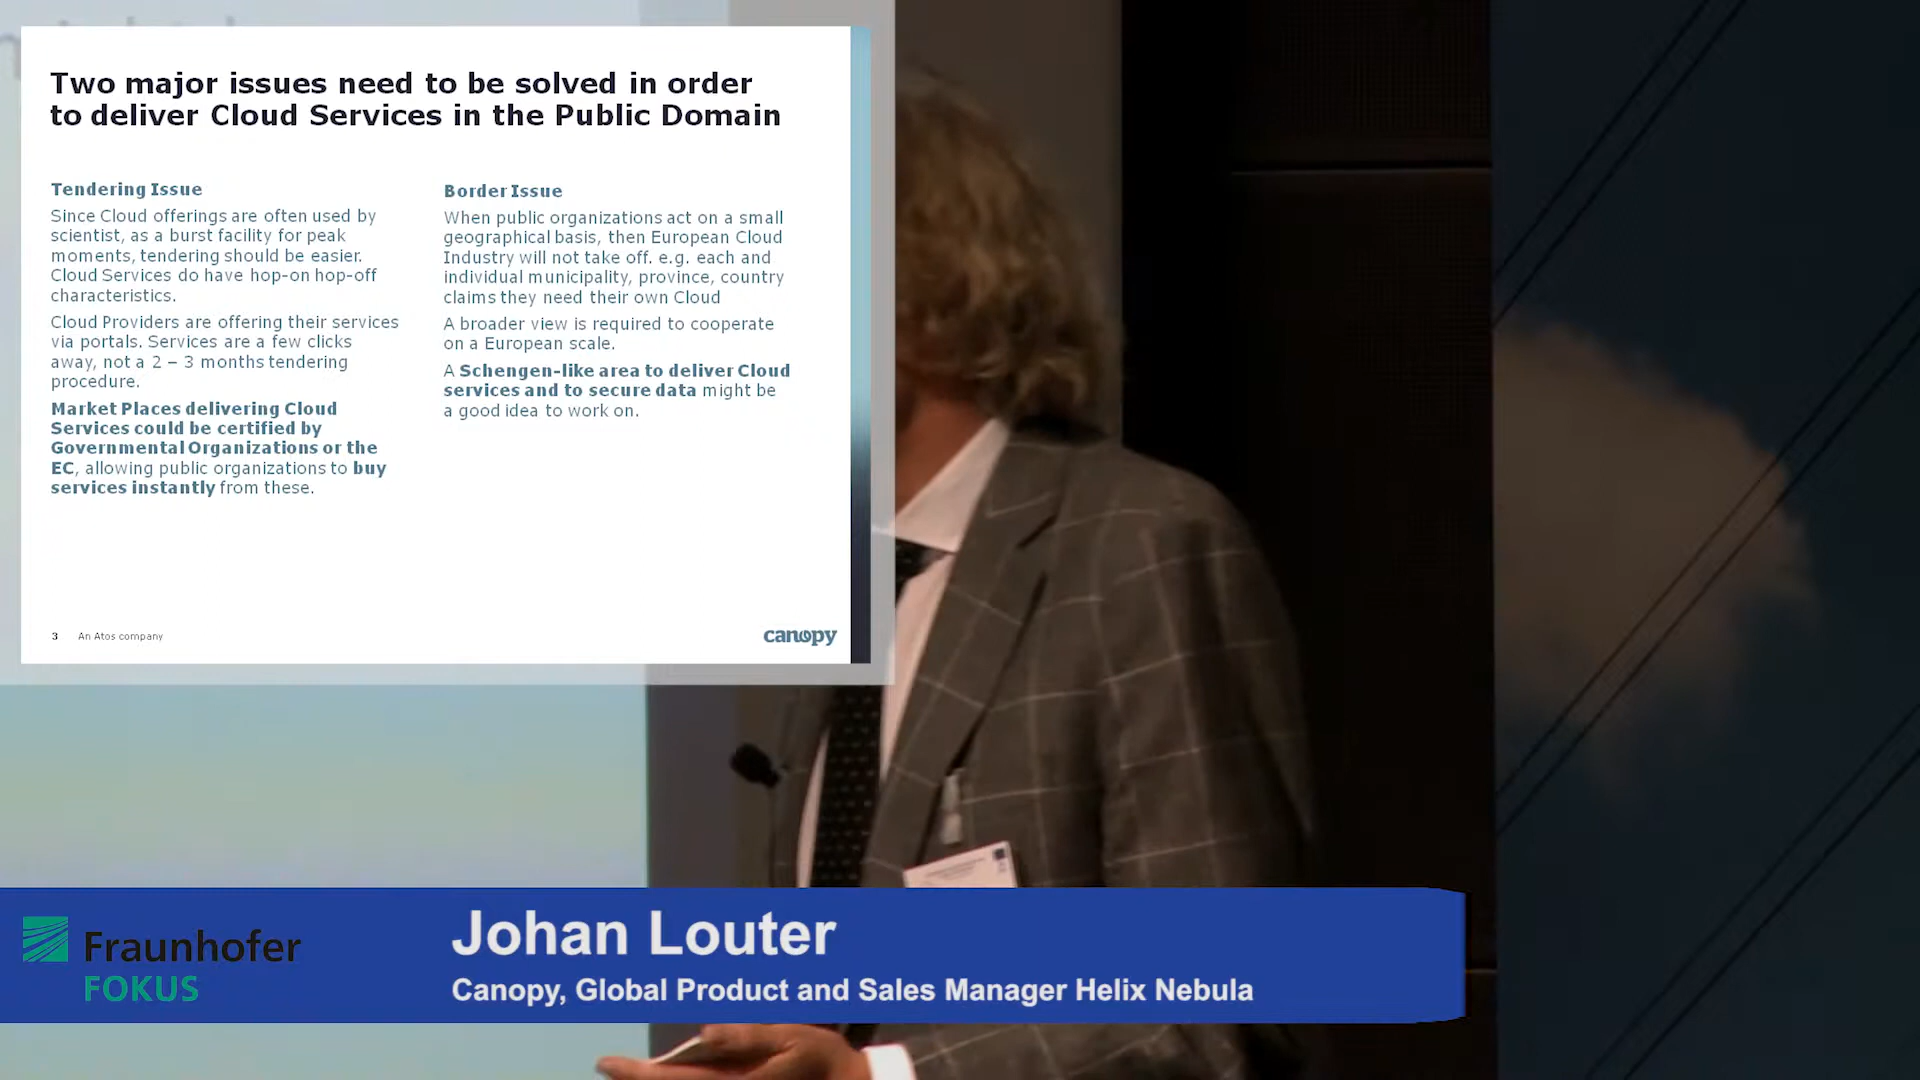 Two major issues need to be solved in order
to deliver Cloud Services in the Public Domain
Tendering Issue
Since Cloud offerings are often used by
scientist, as a burst facility for peak
moments, tendering should be easier.
Cloud Services do have hop-on hop-off
characteristics.
Cloud Providers are offering their services
via portals. Services are a few clicks
away, not a 2 – 3 months tendering
procedure.
Market Places delivering Cloud
Services could be certified by
Governmental Organizations or the
EC, allowing public organizations to buy
services instantly from these.
Border Issue
When public organizations act on a small
geographical basis, then European Cloud
Industry will not take off. e.g. each and
individual municipality, province, country
claims they need their own Cloud
A broader view is required to cooperate
on a European scale.
A Schengen-like area to deliver Cloud
services and to secure data might be
a good idea to work on.
3 An Atos company
canopy
Fraunhofer
FOKUS
Johan Louter
Canopy, Global Product and Sales Manager Helix Nebula